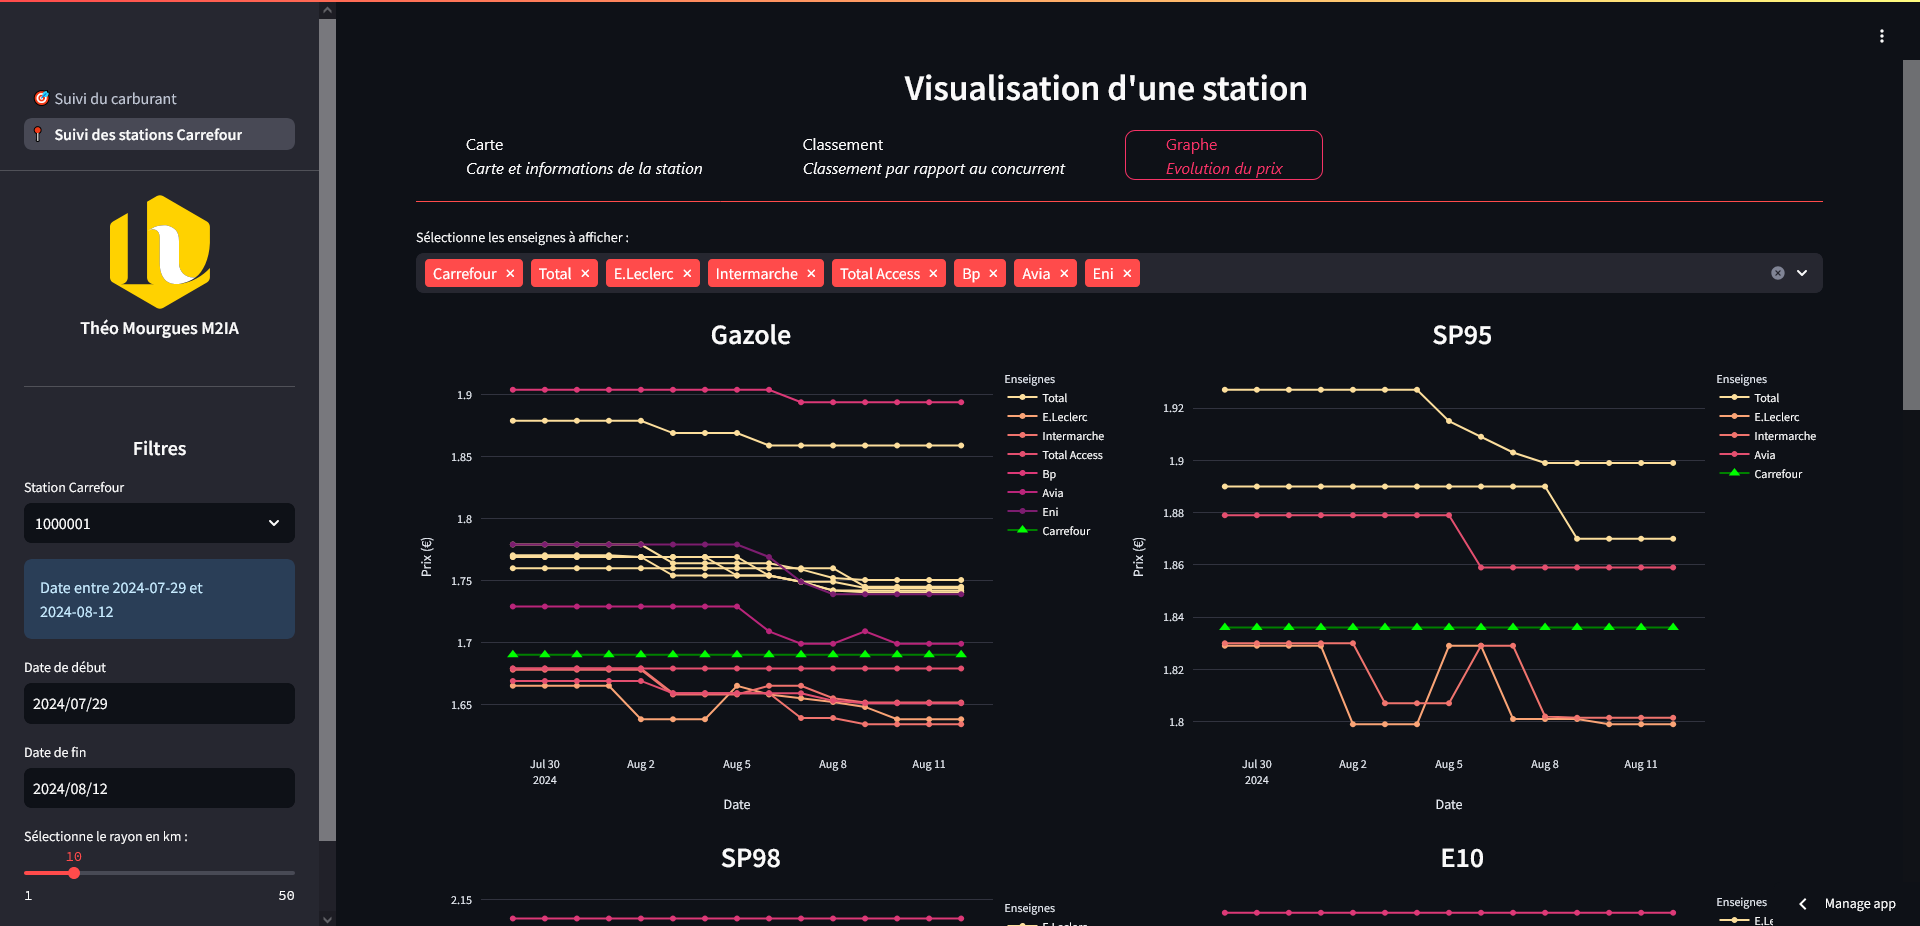 Suivi du carburant
Suivi des stations Carrefour
Théo Mourgues M2IA
Filtres
Station Carrefour
1000001
Date entre 2024-07-29 et
2024-08-12
Date de début
2024/07/29
Date de fin
2024/08/12
Sélectionne le rayon en km :
10
1 50
Visualisation d'une station
Carte
Carte et informations de la station
Classement
Classement par rapport au concurrent
Graphe
Evolution du prix
Sélectionne les enseignes à afficher :
Carrefour Total E.Leclerc Intermarche Total Access Bp Avia Eni
Gazole
Enseignes
Total
E.Leclerc
Intermarche
Total Access
Bp
Avia
Eni
Carrefour
Prix (€)
1.9
1.85
1.8
1.75
1.7
1.65
Jul 30 Aug 2 Aug 5 Aug 8 Aug 11
2024
Date
SP95
Enseignes
Total
E.Leclerc
Intermarche
Avia
Carrefour
Prix (€)
1.92
1.9
1.88
1.86
1.84
1.82
1.8
Jul 30 Aug 2 Aug 5 Aug 8 Aug 11
2024
Date
SP98
2.15
Enseignes
E10
Enseignes
Manage app